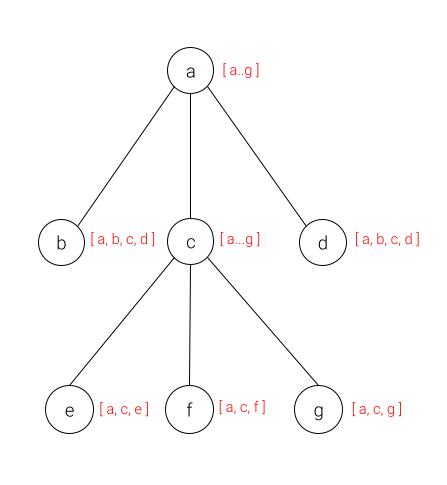 a [ a..g ]
b [ a, b, c, d ] c [ a...g ] d [ a, b, c, d ]
e [ a, c, e ] f [ a, c, f ] g [ a, c, g ]